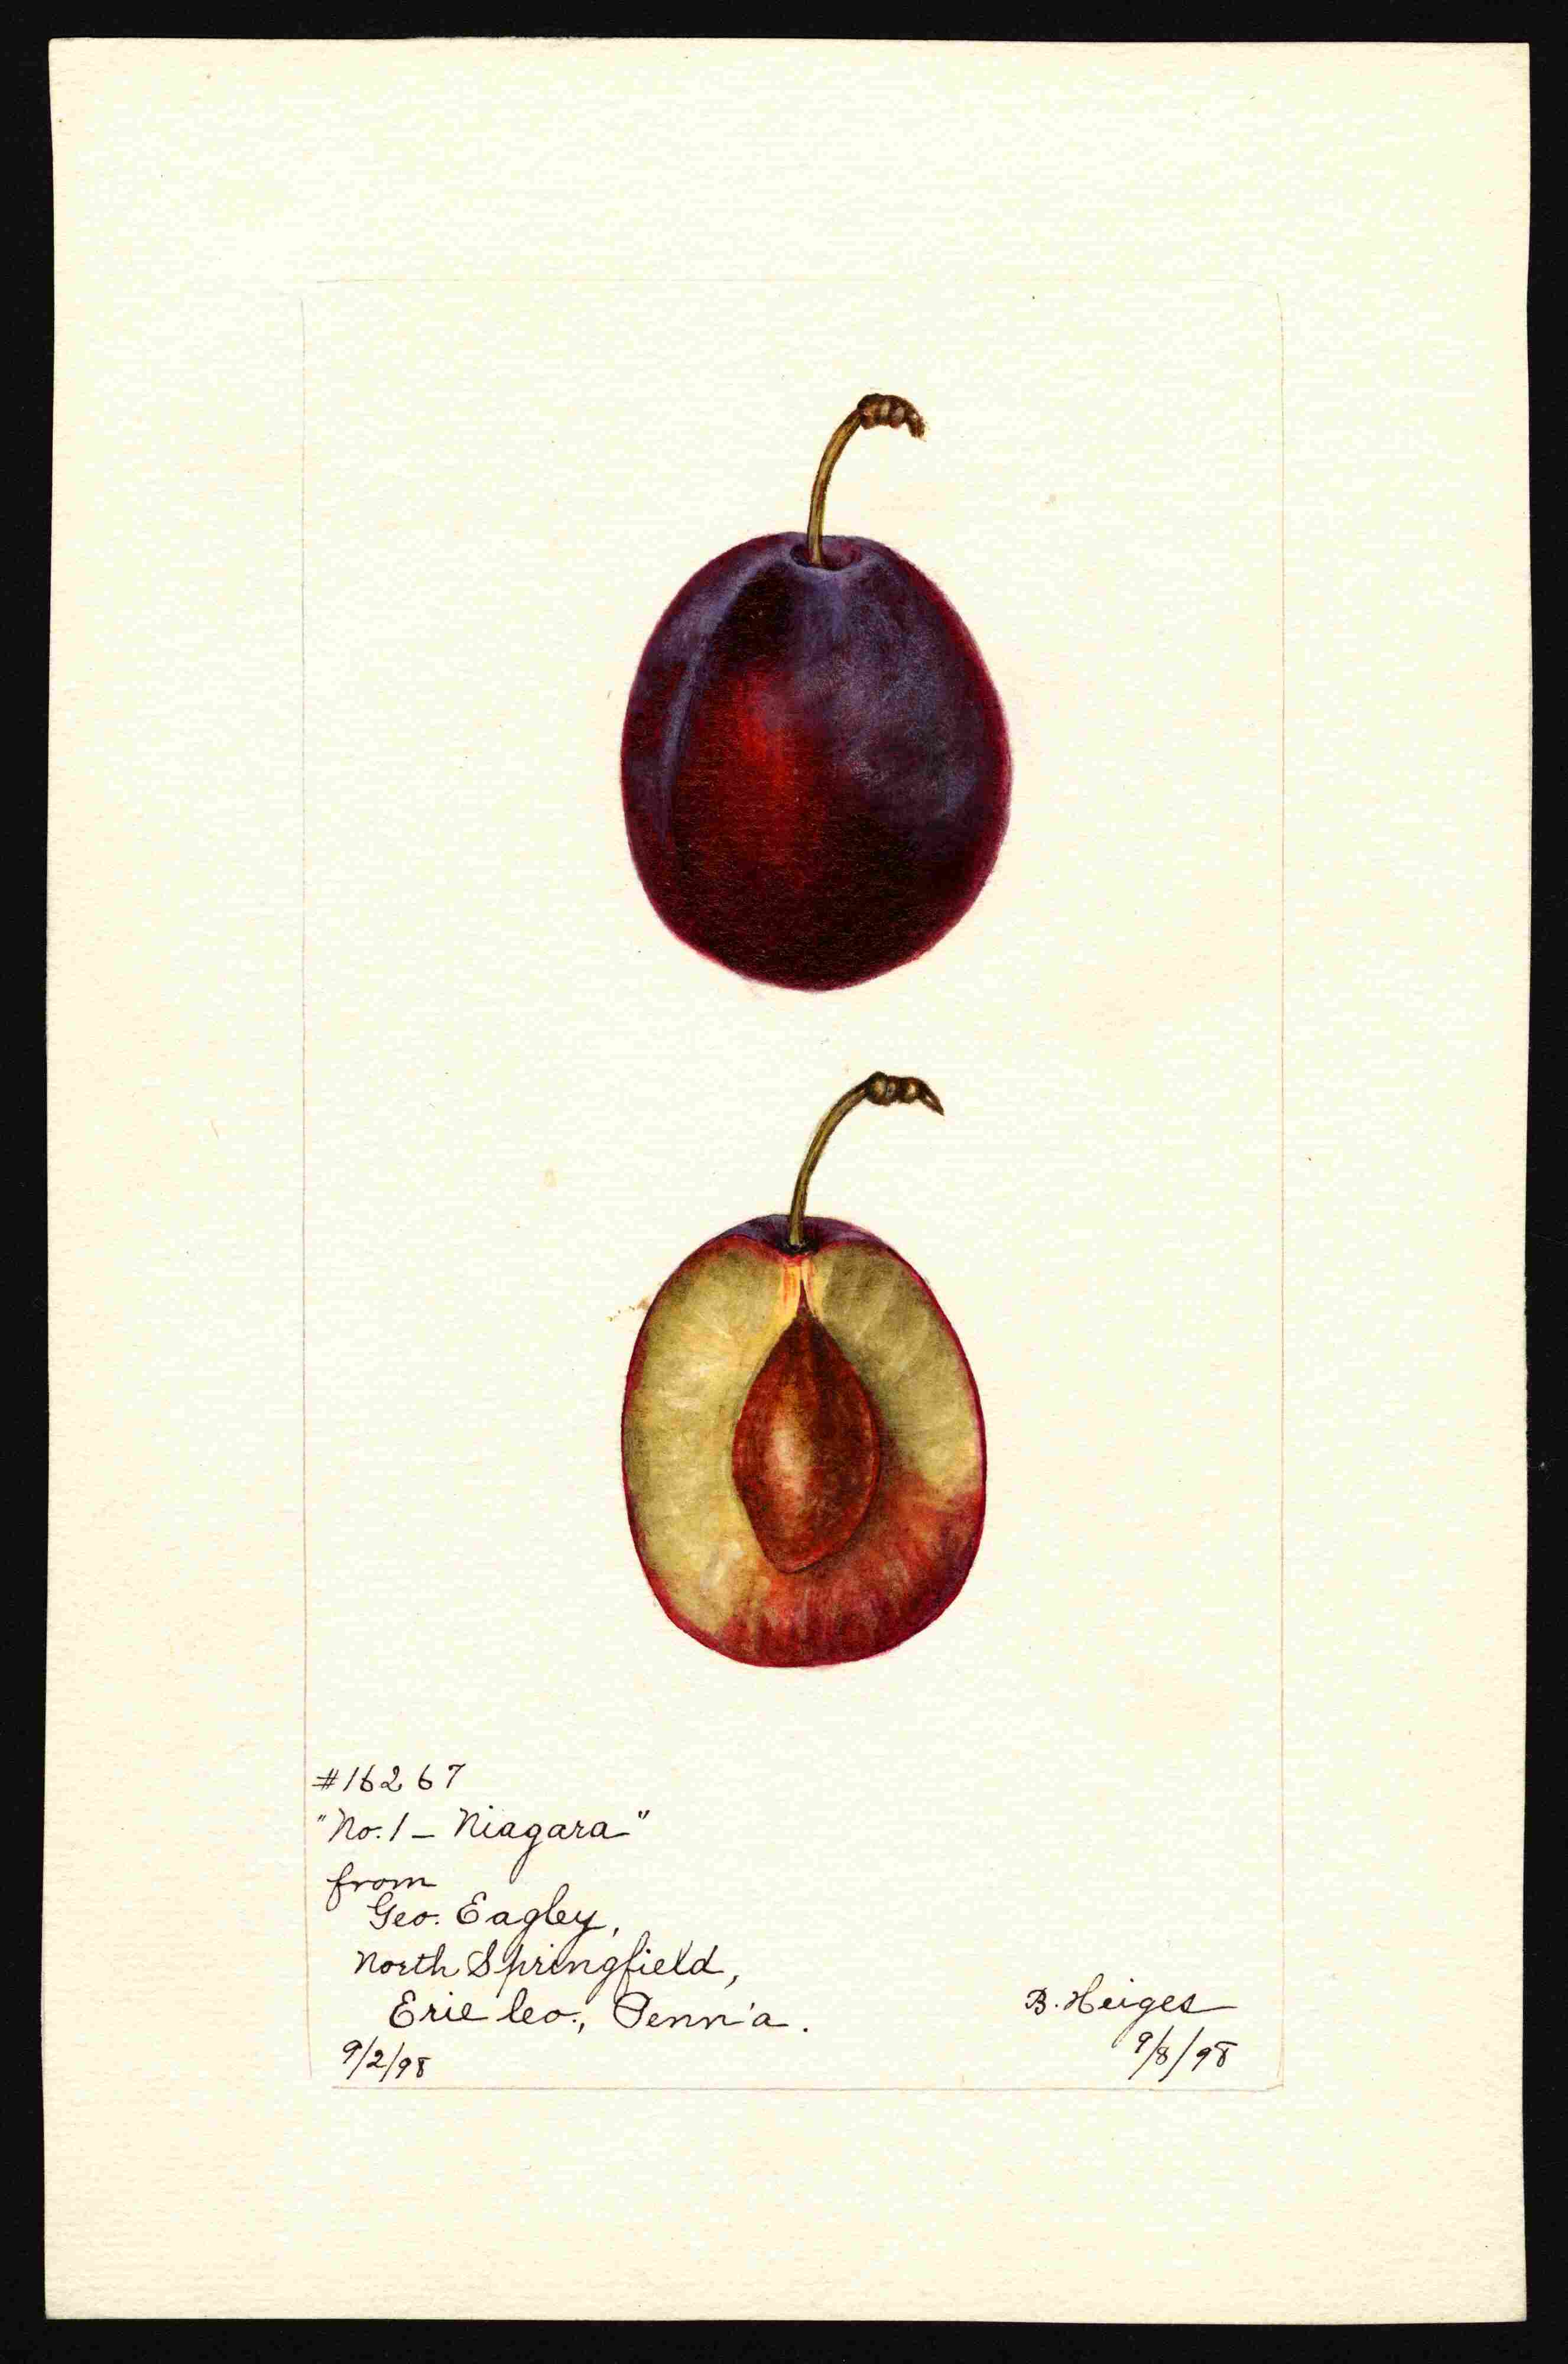 #16267
"No. 1 – Niagara"
from
Geo. Eagley,
North Springfield,
Erie Co., Penn'a.
9/2/98
B. Heiges
9/8/98